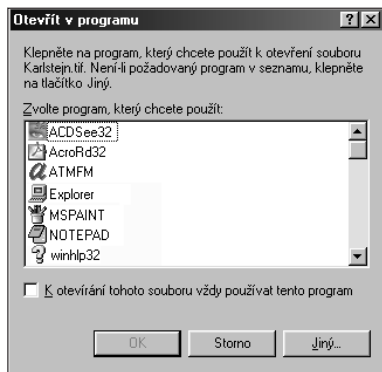 Otevřít v programu
Klepněte na program, který chcete použít k otevření souboru
Karlstejn.tif. Není-li požadovaný program v seznamu, klepněte
na tlačítko Jiný.
Zvolte program, který chcete použít:
ACDSee32
AcroRd32
ATMFM
Explorer
MSPAINT
NOTEPAD
winhlp32
K otevírání tohoto souboru vždy používat tento program
OK
Storno
Jiný...